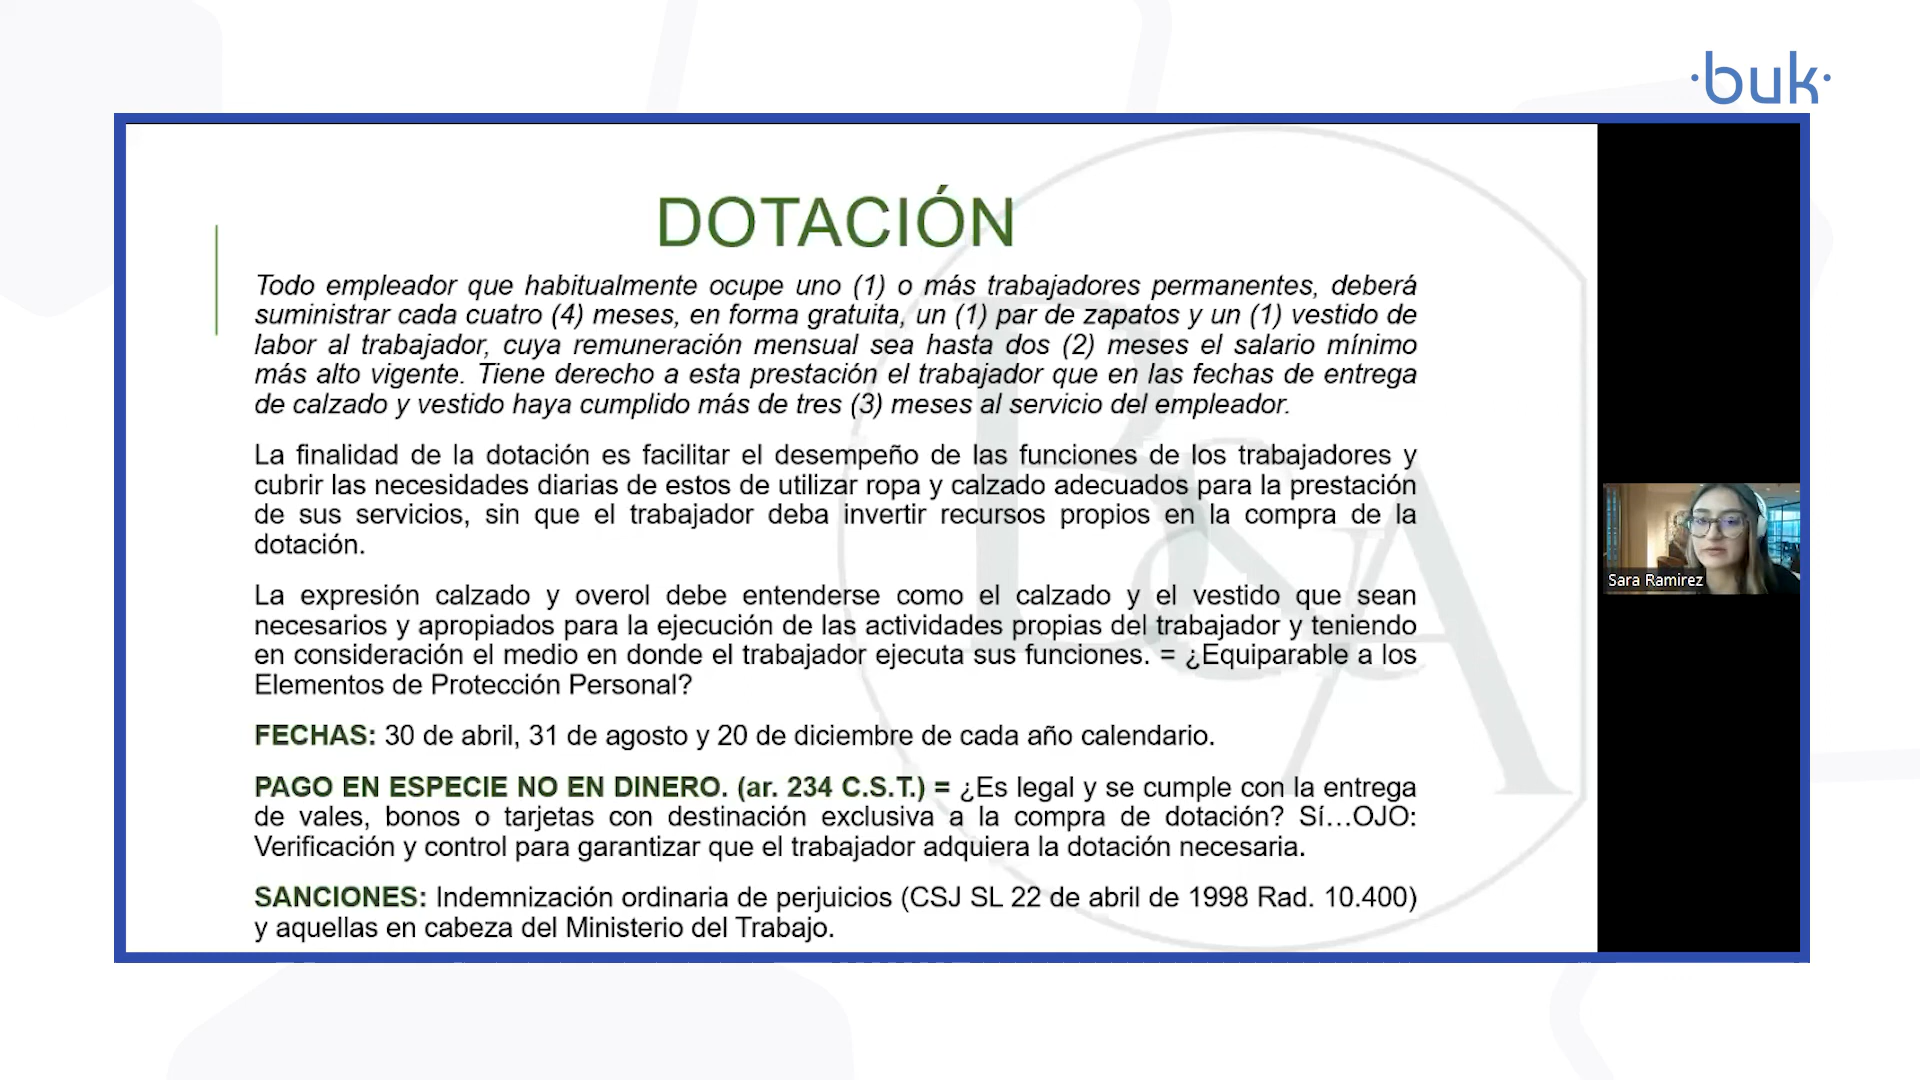 buk
DOTACIÓN
Todo empleador que habitualmente ocupe uno (1) o más trabajadores permanentes, deberá
suministrar cada cuatro (4) meses, en forma gratuita, un (1) par de zapatos y un (1) vestido de
labor al trabajador, cuya remuneración mensual sea hasta dos (2) meses el salario mínimo
más alto vigente. Tiene derecho a esta prestación el trabajador que en las fechas de entrega
de calzado y vestido haya cumplido más de tres (3) meses al servicio del empleador.
La finalidad de la dotación es facilitar el desempeño de las funciones de los trabajadores y
cubrir las necesidades diarias de estos de utilizar ropa y calzado adecuados para la prestación
de sus servicios, sin que el trabajador deba invertir recursos propios en la compra de la
dotación.
La expresión calzado y overol debe entenderse como el calzado y el vestido que sean
necesarios y apropiados para la ejecución de las actividades propias del trabajador y teniendo
en consideración el medio en donde el trabajador ejecuta sus funciones. = ¿Equiparable a los
Elementos de Protección Personal?
FECHAS: 30 de abril, 31 de agosto y 20 de diciembre de cada año calendario.
PAGO EN ESPECIE NO EN DINERO. (ar. 234 C.S.T.) = ¿Es legal y se cumple con la entrega
de vales, bonos o tarjetas con destinación exclusiva a la compra de dotación? Sí…OJO:
Verificación y control para garantizar que el trabajador adquiera la dotación necesaria.
SANCIONES: Indemnización ordinaria de perjuicios (CSJ SL 22 de abril de 1998 Rad. 10.400)
y aquellas en cabeza del Ministerio del Trabajo.
Sara Ramirez